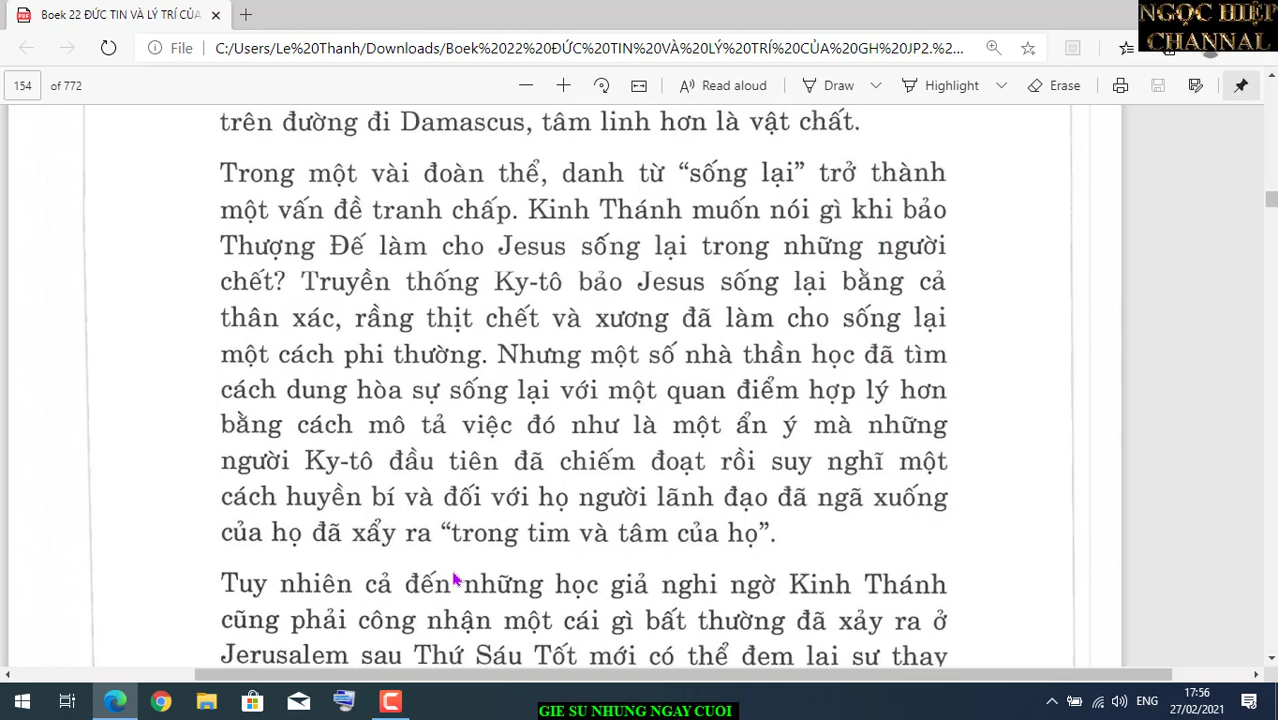 Boek 22 ĐỨC TIN VÀ LÝ TRÍ CỦA
NGỌC HIỆP
CHANNAL
File C:/Users/Le%20Thanh/Downloads/Boek%2022%20ĐỨC%20TIN%20VÀ%20LÝ%20TRÍ%20CỦA%20GH%20JP2.%2...
154 of 772 Read aloud Draw Highlight Erase
trên đường đi Damascus, tâm linh hơn là vật chất.
Trong một vài đoàn thể, danh từ “sống lại” trở thành
một vấn đề tranh chấp. Kinh Thánh muốn nói gì khi bảo
Thượng Đế làm cho Jesus sống lại trong những người
chết? Truyền thống Ky-tô bảo Jesus sống lại bằng cả
thân xác, rằng thịt chết và xương đã làm cho sống lại
một cách phi thường. Nhưng một số nhà thần học đã tìm
cách dung hòa sự sống lại với một quan điểm hợp lý hơn
bằng cách mô tả việc đó như là một ẩn ý mà những
người Ky-tô đầu tiên đã chiếm đoạt rồi suy nghĩ một
cách huyền bí và đối với họ người lãnh đạo đã ngã xuống
của họ đã xẩy ra “trong tim và tâm của họ”.
Tuy nhiên cả đến những học giả nghi ngờ Kinh Thánh
cũng phải công nhận một cái gì bất thường đã xảy ra ở
Jerusalem sau Thứ Sáu Tốt mới có thể đem lại sự thay
ENG
17:56
27/02/2021
GIE SU NHUNG NGAY CUOI